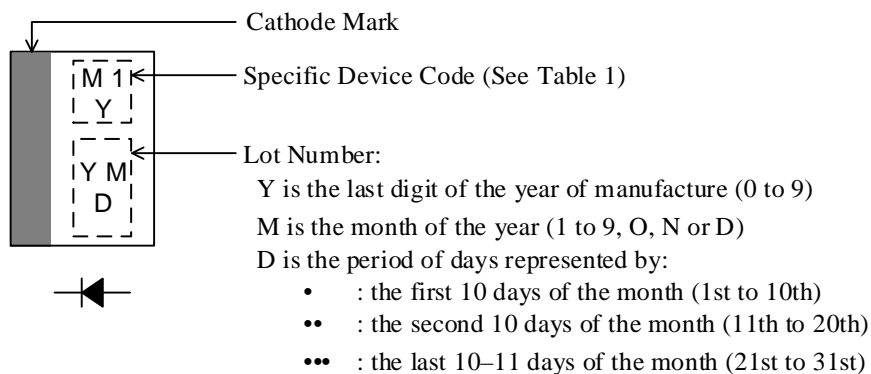 Cathode Mark
M 1
Y
Specific Device Code (See Table 1)
Y M
D
Lot Number:
Y is the last digit of the year of manufacture (0 to 9)
M is the month of the year (1 to 9, O, N or D)
D is the period of days represented by:
• : the first 10 days of the month (1st to 10th)
•• : the second 10 days of the month (11th to 20th)
••• : the last 10–11 days of the month (21st to 31st)